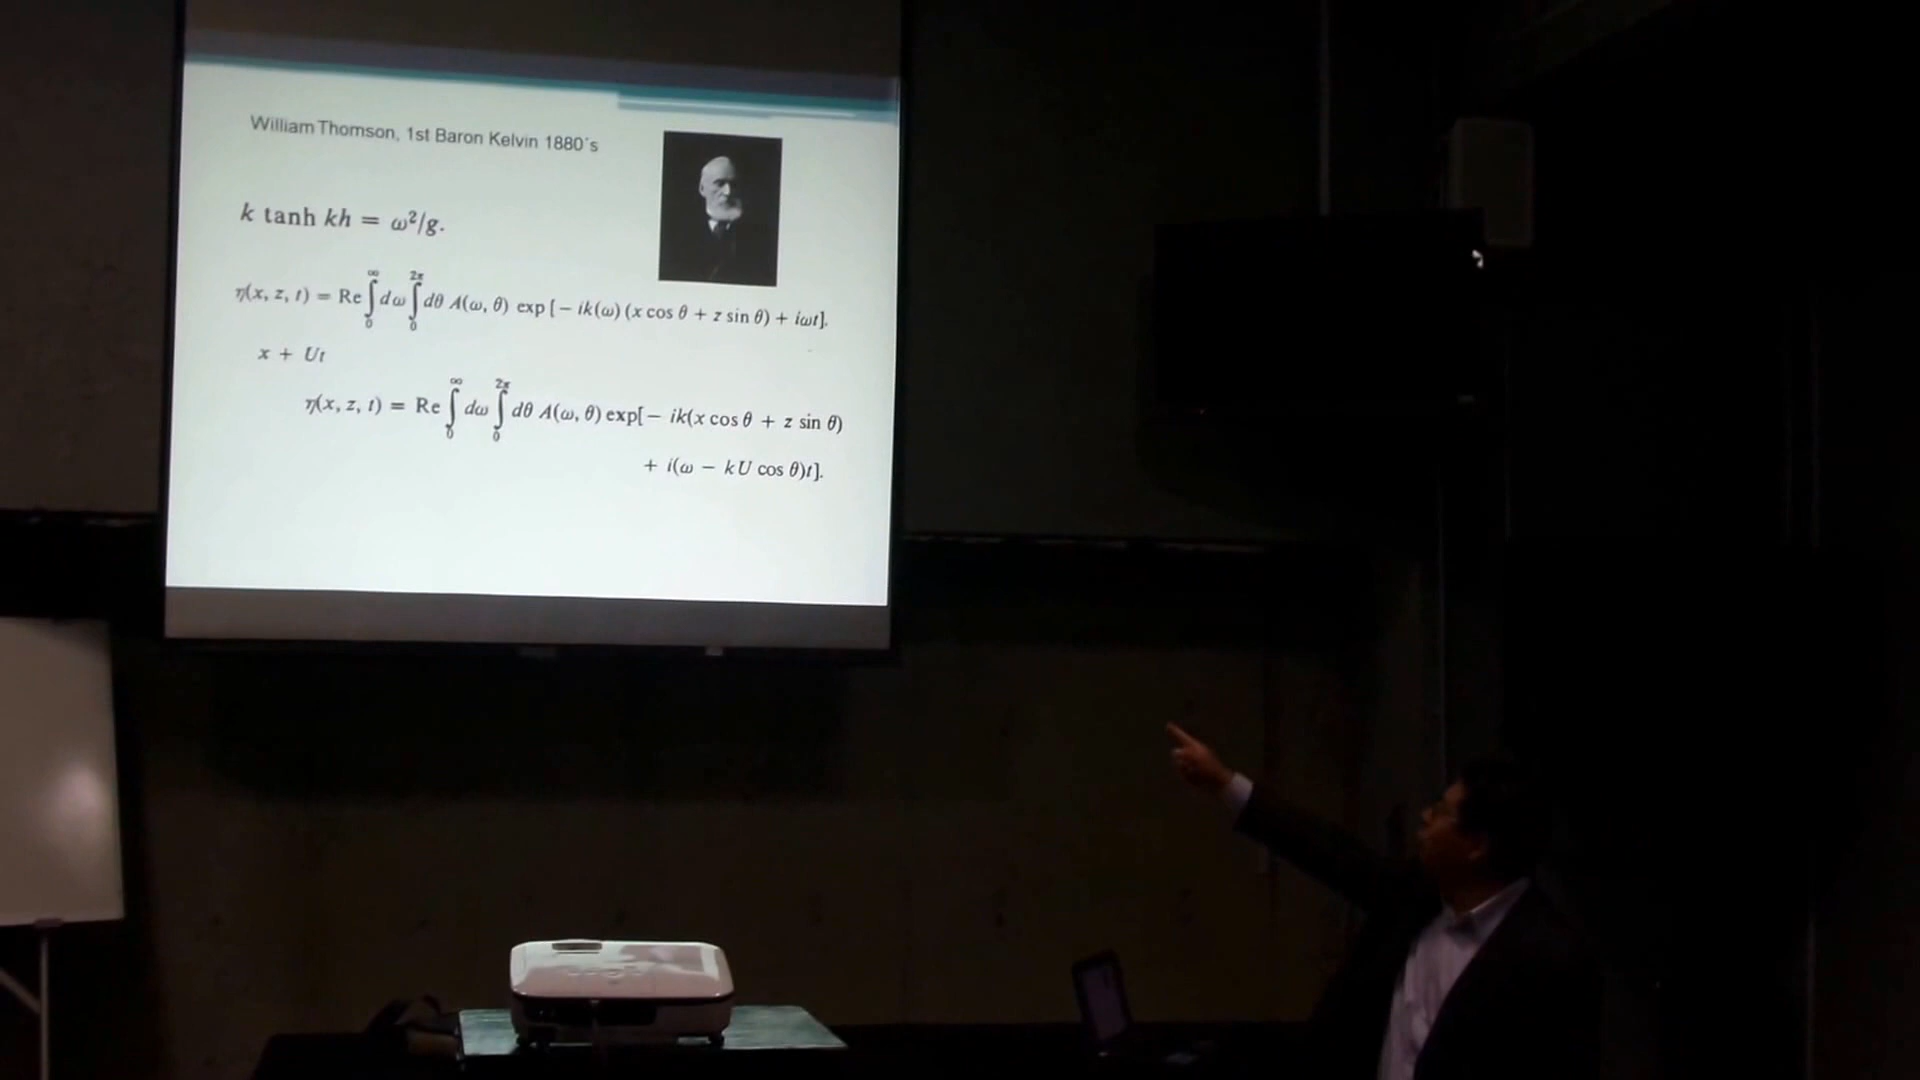 William Thomson, 1st Baron Kelvin 1880´s
k tanh kh = ω²/g.
η(x, z, t) = Re ∫₀^∞ dω ∫₀^2π dθ A(ω, θ) exp [− ik(ω) (x cos θ + z sin θ) + iωt].
x + Ut
η(x, z, t) = Re ∫₀^∞ dω ∫₀^2π dθ A(ω, θ) exp[− ik(x cos θ + z sin θ)
+ i(ω − kU cos θ)t].